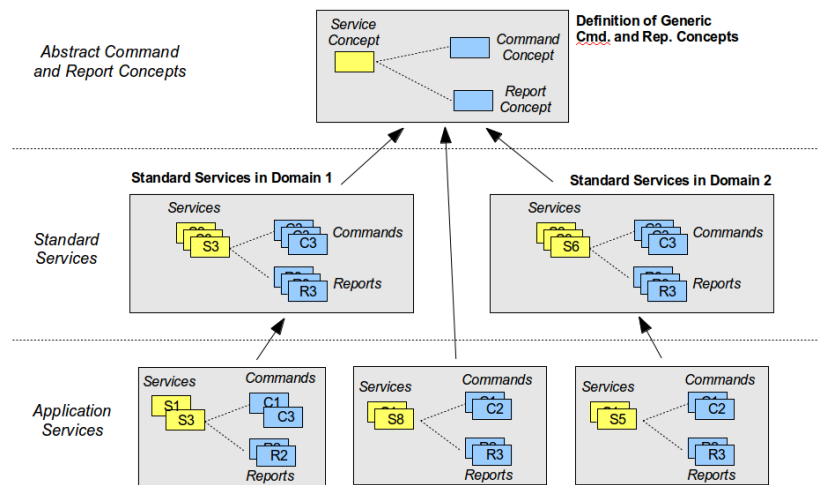 Service
Concept
Command
Concept
Report
Concept
Definition of Generic
Cmd. and Rep. Concepts
Abstract Command
and Report Concepts
Standard Services in Domain 1
Standard Services in Domain 2
Services
S3
C3
Commands
R3
Reports
Services
S6
C3
Commands
R3
Reports
Standard
Services
Services
S1
S3
Commands
C1
C3
R2
Reports
Services
S8
Commands
C2
R3
Reports
Services
S5
Commands
C2
R3
Reports
Application
Services